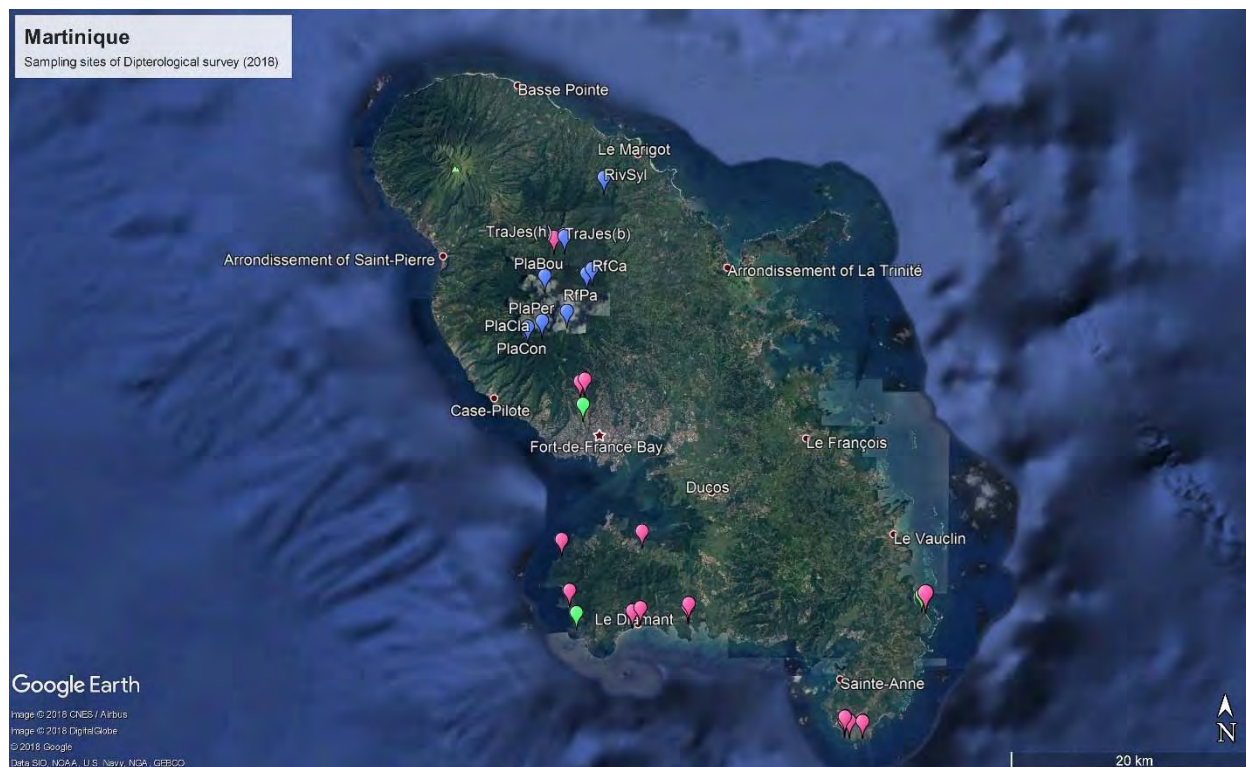 Martinique
Sampling sites of Dipterological survey (2018)
Basse Pointe
Le Marigot
RivSyl
TraJes(h)
TraJes(b)
Arrondissement of Saint-Pierre
PlaBou
RfCa
Arrondissement of La Trinité
RfPa
PlaPer
PlaCla
PlaCon
Case-Pilote
Fort-de-France Bay
Le François
Duços
Le Vauclin
Le Diamant
Sainte-Anne
Google Earth
Image © 2018 CNES / Airbus
Image © 2018 DigitalGlobe
© 2018 Google
Data SIO, NOAA, U.S. Navy, NGA, GEBCO
N
20 km